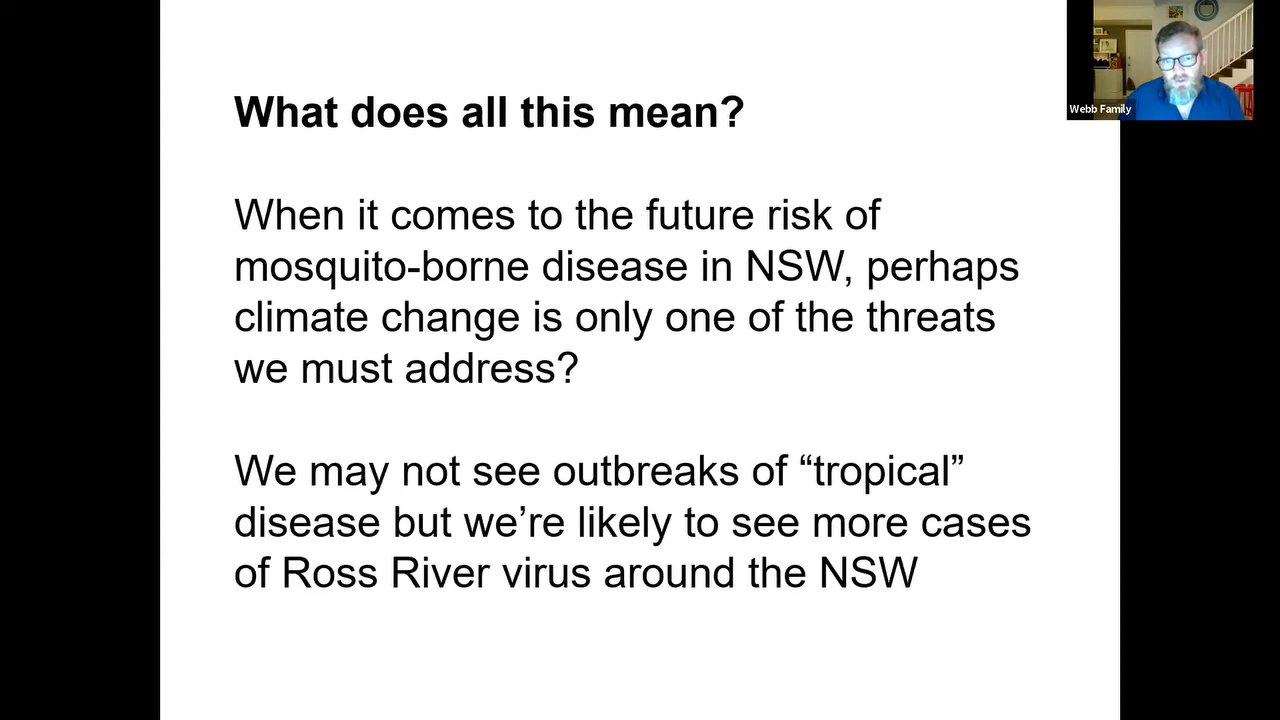 What does all this mean?
When it comes to the future risk of
mosquito-borne disease in NSW, perhaps
climate change is only one of the threats
we must address?
We may not see outbreaks of “tropical”
disease but we’re likely to see more cases
of Ross River virus around the NSW
Webb Family